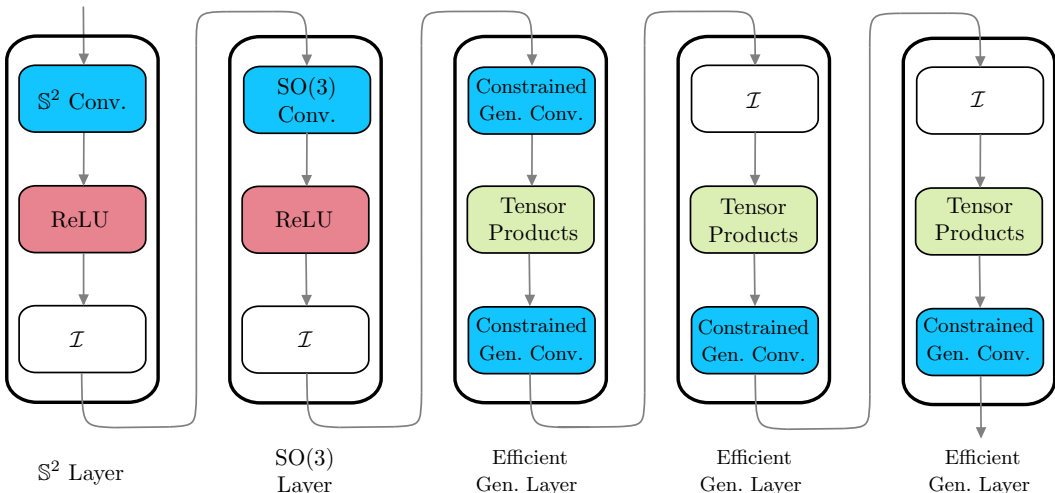 𝕊² Conv.
ReLU
ℐ
𝕊² Layer
SO(3)
Conv.
ReLU
ℐ
SO(3)
Layer
Constrained
Gen. Conv.
Tensor
Products
Constrained
Gen. Conv.
Efficient
Gen. Layer
ℐ
Tensor
Products
Constrained
Gen. Conv.
Efficient
Gen. Layer
ℐ
Tensor
Products
Constrained
Gen. Conv.
Efficient
Gen. Layer